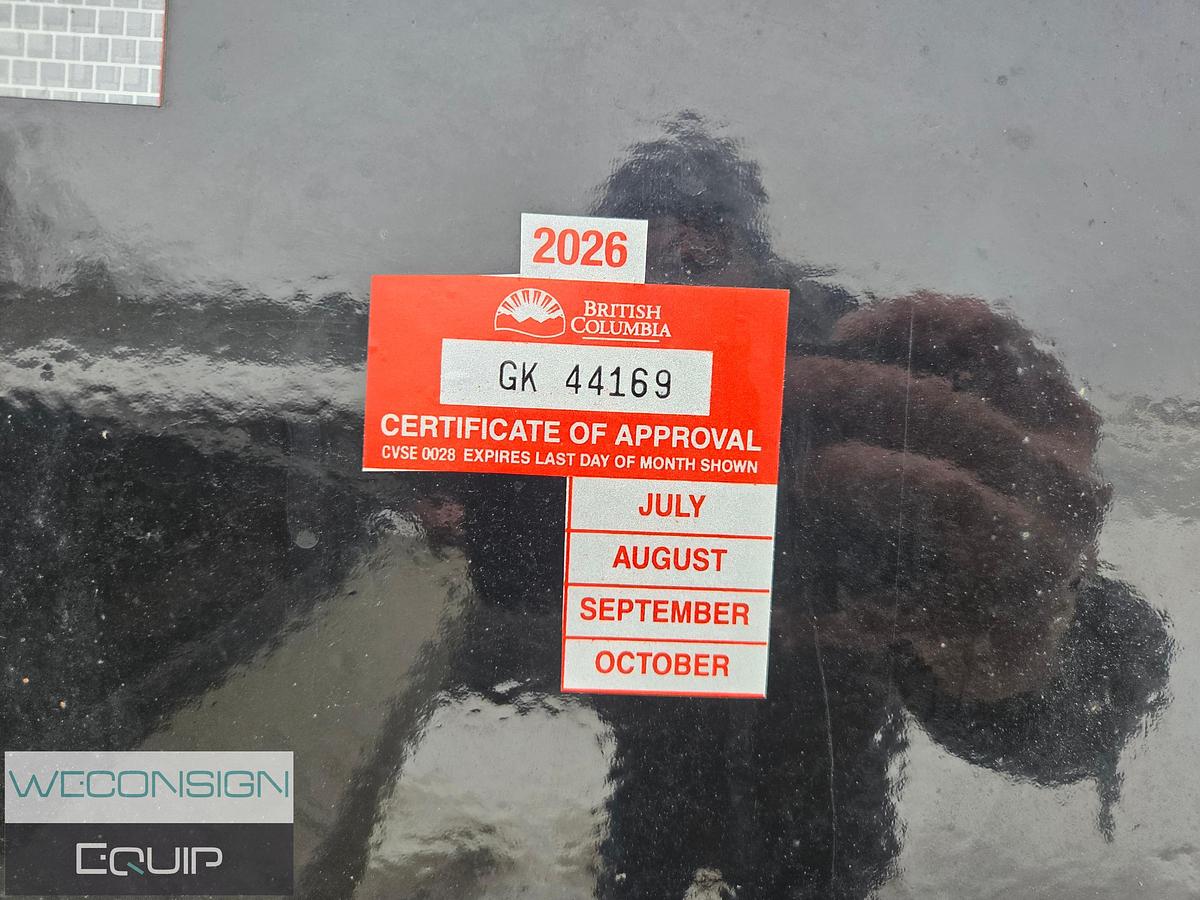 2026
BRITISH
COLUMBIA
GK 44169
CERTIFICATE OF APPROVAL
CVSE 0028 EXPIRES LAST DAY OF MONTH SHOWN
JULY
AUGUST
SEPTEMBER
OCTOBER
WECONSIGN
EQUIP